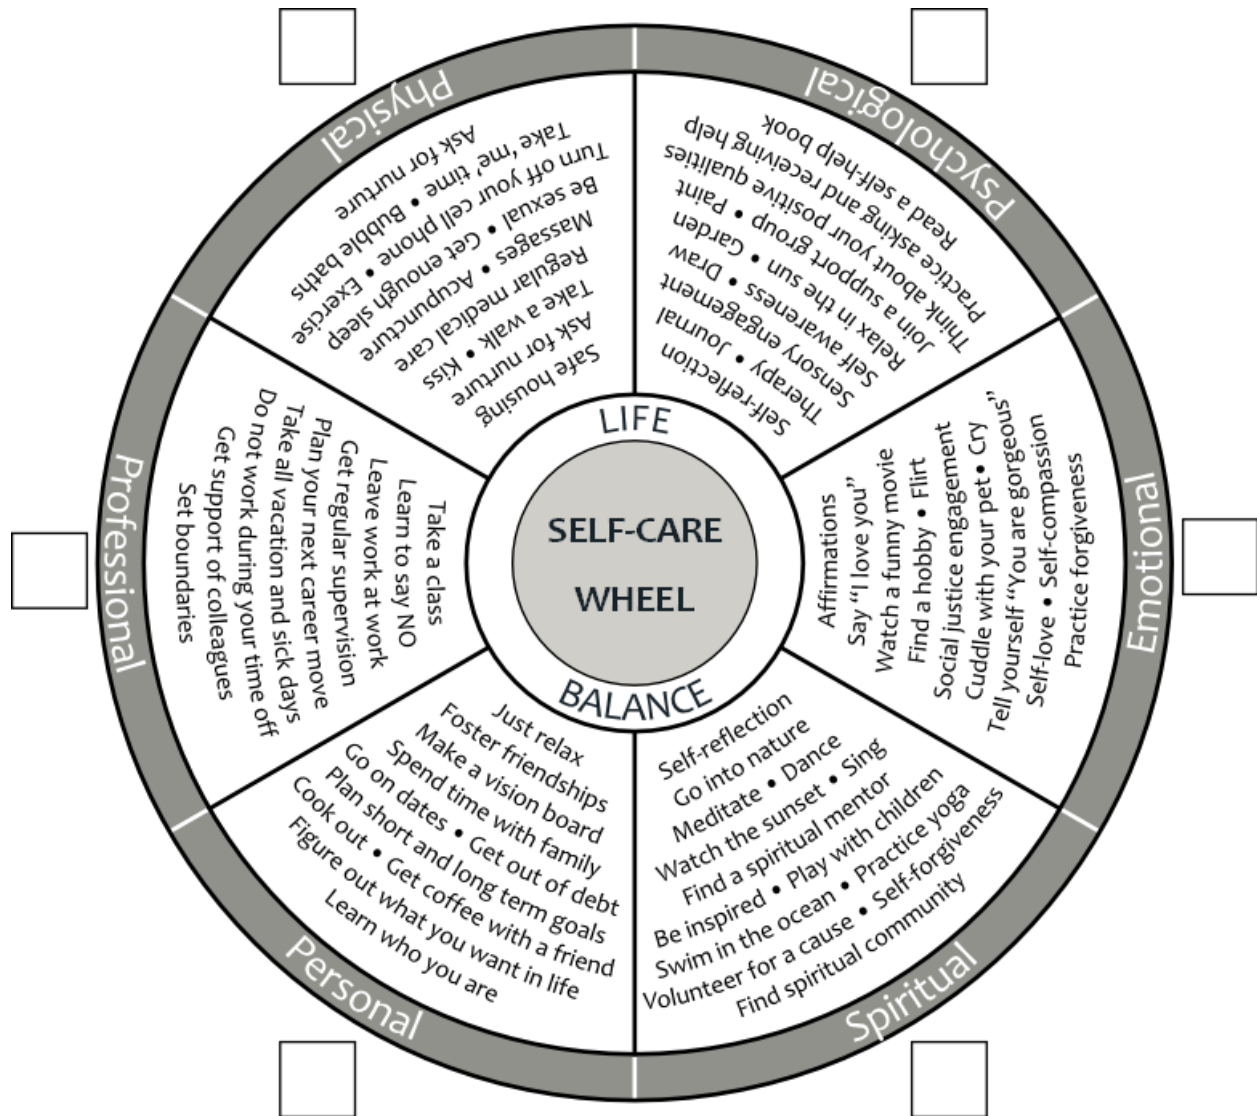 SELF-CARE
WHEEL
LIFE
BALANCE
Psychological
Self-reflection
Therapy • Journal
Sensory engagement
Self awareness • Draw
Relax in the sun • Garden
Join a support group • Paint
Think about your positive qualities
Practice asking and receiving help
Read a self-help book
Emotional
Affirmations
Say “I love you”
Watch a funny movie
Find a hobby • Flirt
Social justice engagement
Cuddle with your pet • Cry
Tell yourself “You are gorgeous”
Self-love • Self-compassion
Practice forgiveness
Spiritual
Self-reflection
Go into nature
Meditate • Dance
Watch the sunset • Sing
Find a spiritual mentor
Be inspired • Play with children
Swim in the ocean • Practice yoga
Volunteer for a cause • Self-forgiveness
Find spiritual community
Personal
Just relax
Foster friendships
Make a vision board
Spend time with family
Go on dates • Get out of debt
Plan short and long term goals
Cook out • Get coffee with a friend
Figure out what you want in life
Learn who you are
Professional
Take a class
Learn to say NO
Leave work at work
Get regular supervision
Plan your next career move
Take all vacation and sick days
Do not work during your time off
Get support of colleagues
Set boundaries
Physical
Safe housing
Ask for nurture
Take a walk • Kiss
Regular medical care
Massages • Acupuncture
Be sexual • Get enough sleep
Turn off your cell phone • Exercise
Take ‘me’ time • Bubble baths
Ask for nurture